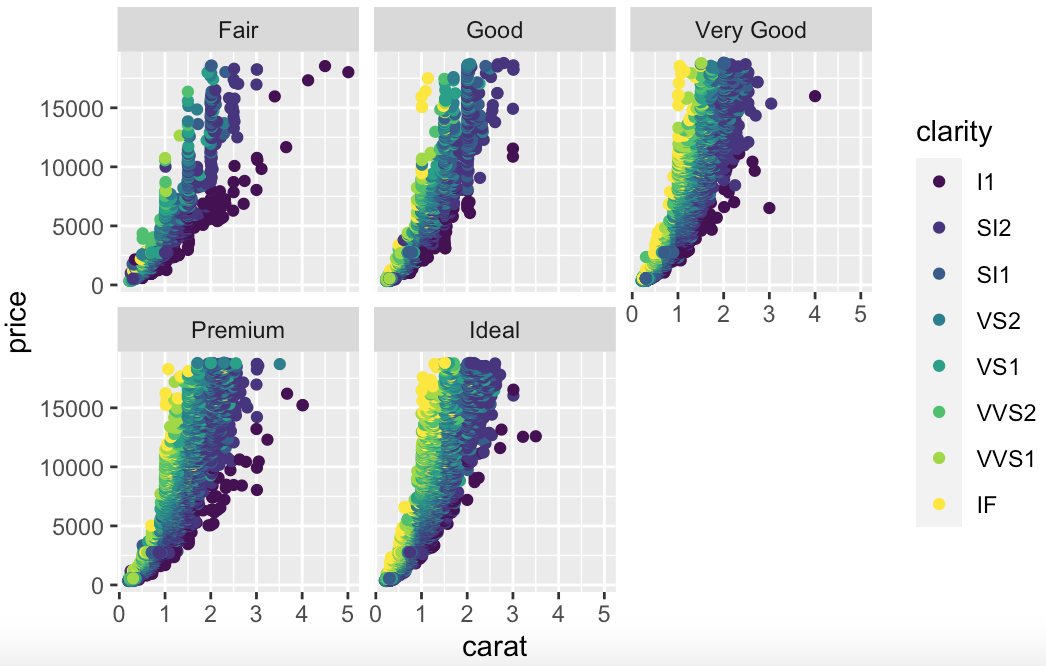 Fair
Good
Very Good
15000
10000
5000
0
0 1 2 3 4 5
Premium
Ideal
15000
10000
5000
0
0 1 2 3 4 5
0 1 2 3 4 5
price
carat
clarity
I1
SI2
SI1
VS2
VS1
VVS2
VVS1
IF